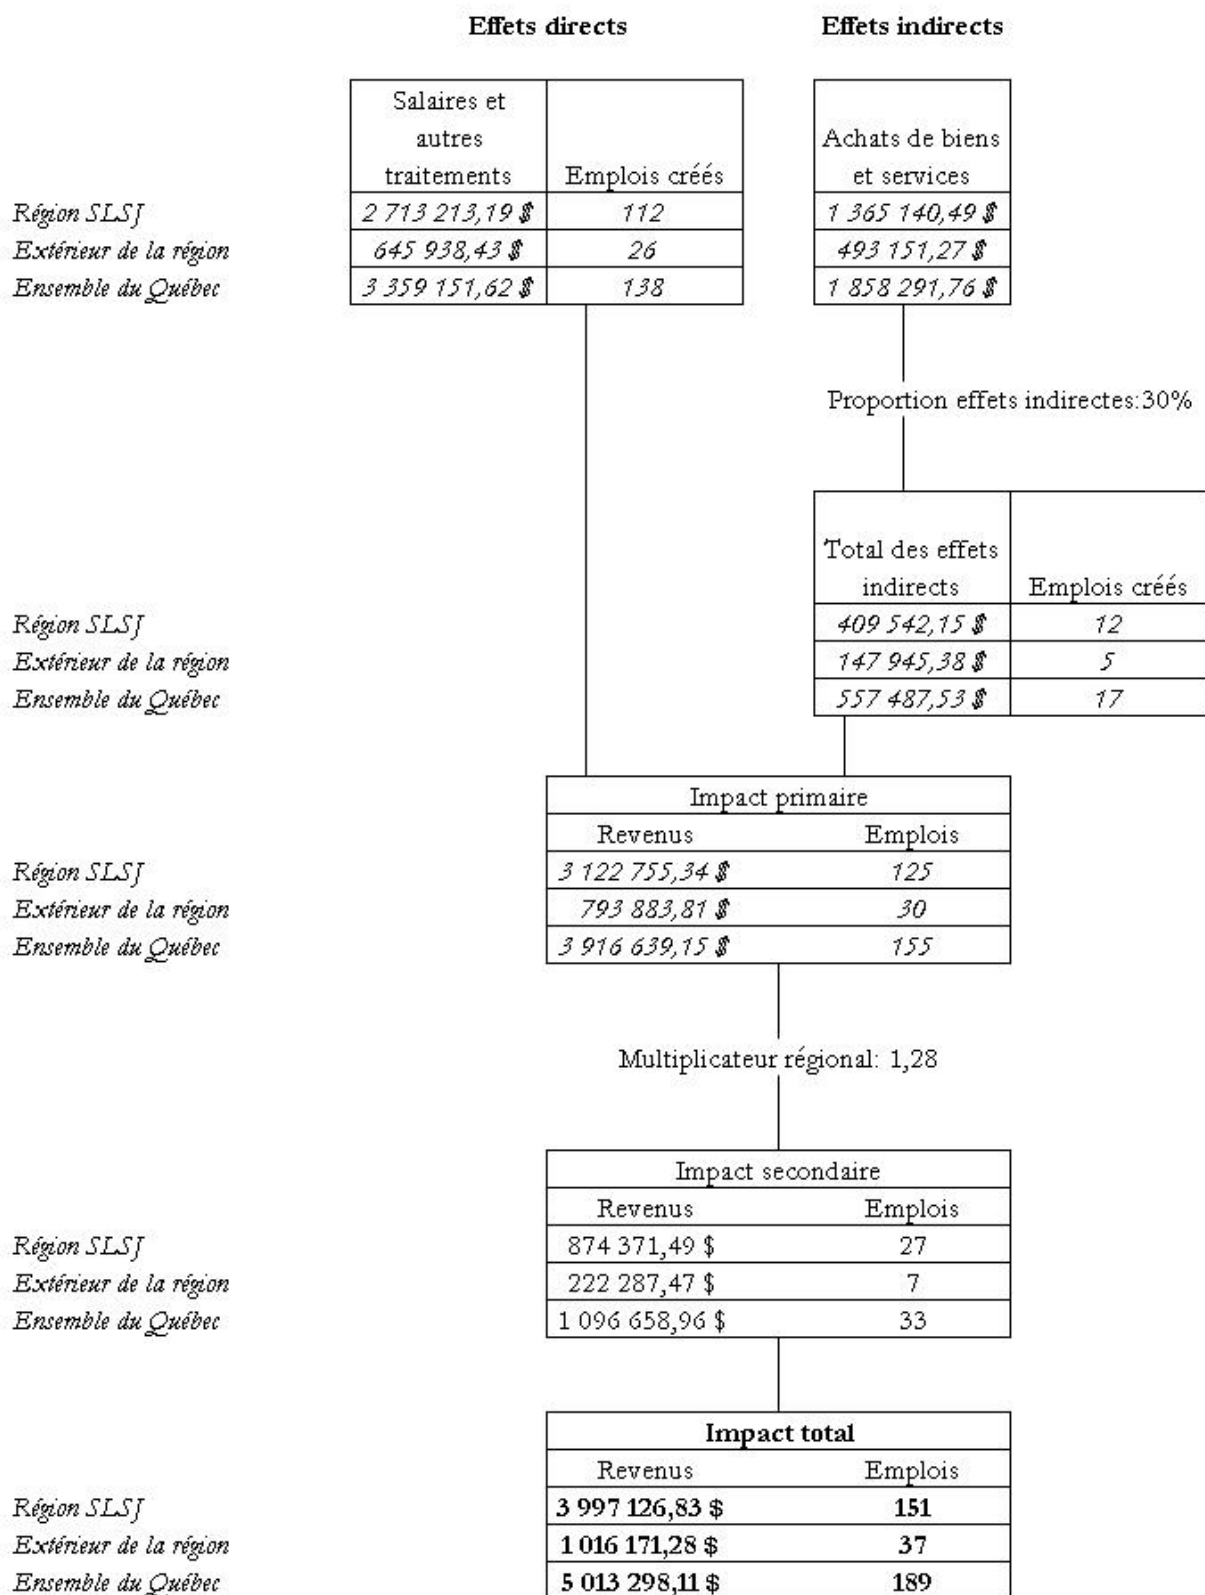 Effets directs Effets indirects
Salaires et
autres Achats de biens
traitements Emplois créés et services
Région SLSJ 2 713 213,19 $ 112 1 365 140,49 $
Extérieur de la région 645 938,43 $ 26 493 151,27 $
Ensemble du Québec 3 359 151,62 $ 138 1 858 291,76 $
Proportion effets indirectes:30%
Total des effets
indirects Emplois créés
Région SLSJ 409 542,15 $ 12
Extérieur de la région 147 945,38 $ 5
Ensemble du Québec 557 487,53 $ 17
Impact primaire
Revenus Emplois
Région SLSJ 3 122 755,34 $ 125
Extérieur de la région 793 883,81 $ 30
Ensemble du Québec 3 916 639,15 $ 155
Multiplicateur régional: 1,28
Impact secondaire
Revenus Emplois
Région SLSJ 874 371,49 $ 27
Extérieur de la région 222 287,47 $ 7
Ensemble du Québec 1 096 658,96 $ 33
Impact total
Revenus Emplois
Région SLSJ 3 997 126,83 $ 151
Extérieur de la région 1 016 171,28 $ 37
Ensemble du Québec 5 013 298,11 $ 189